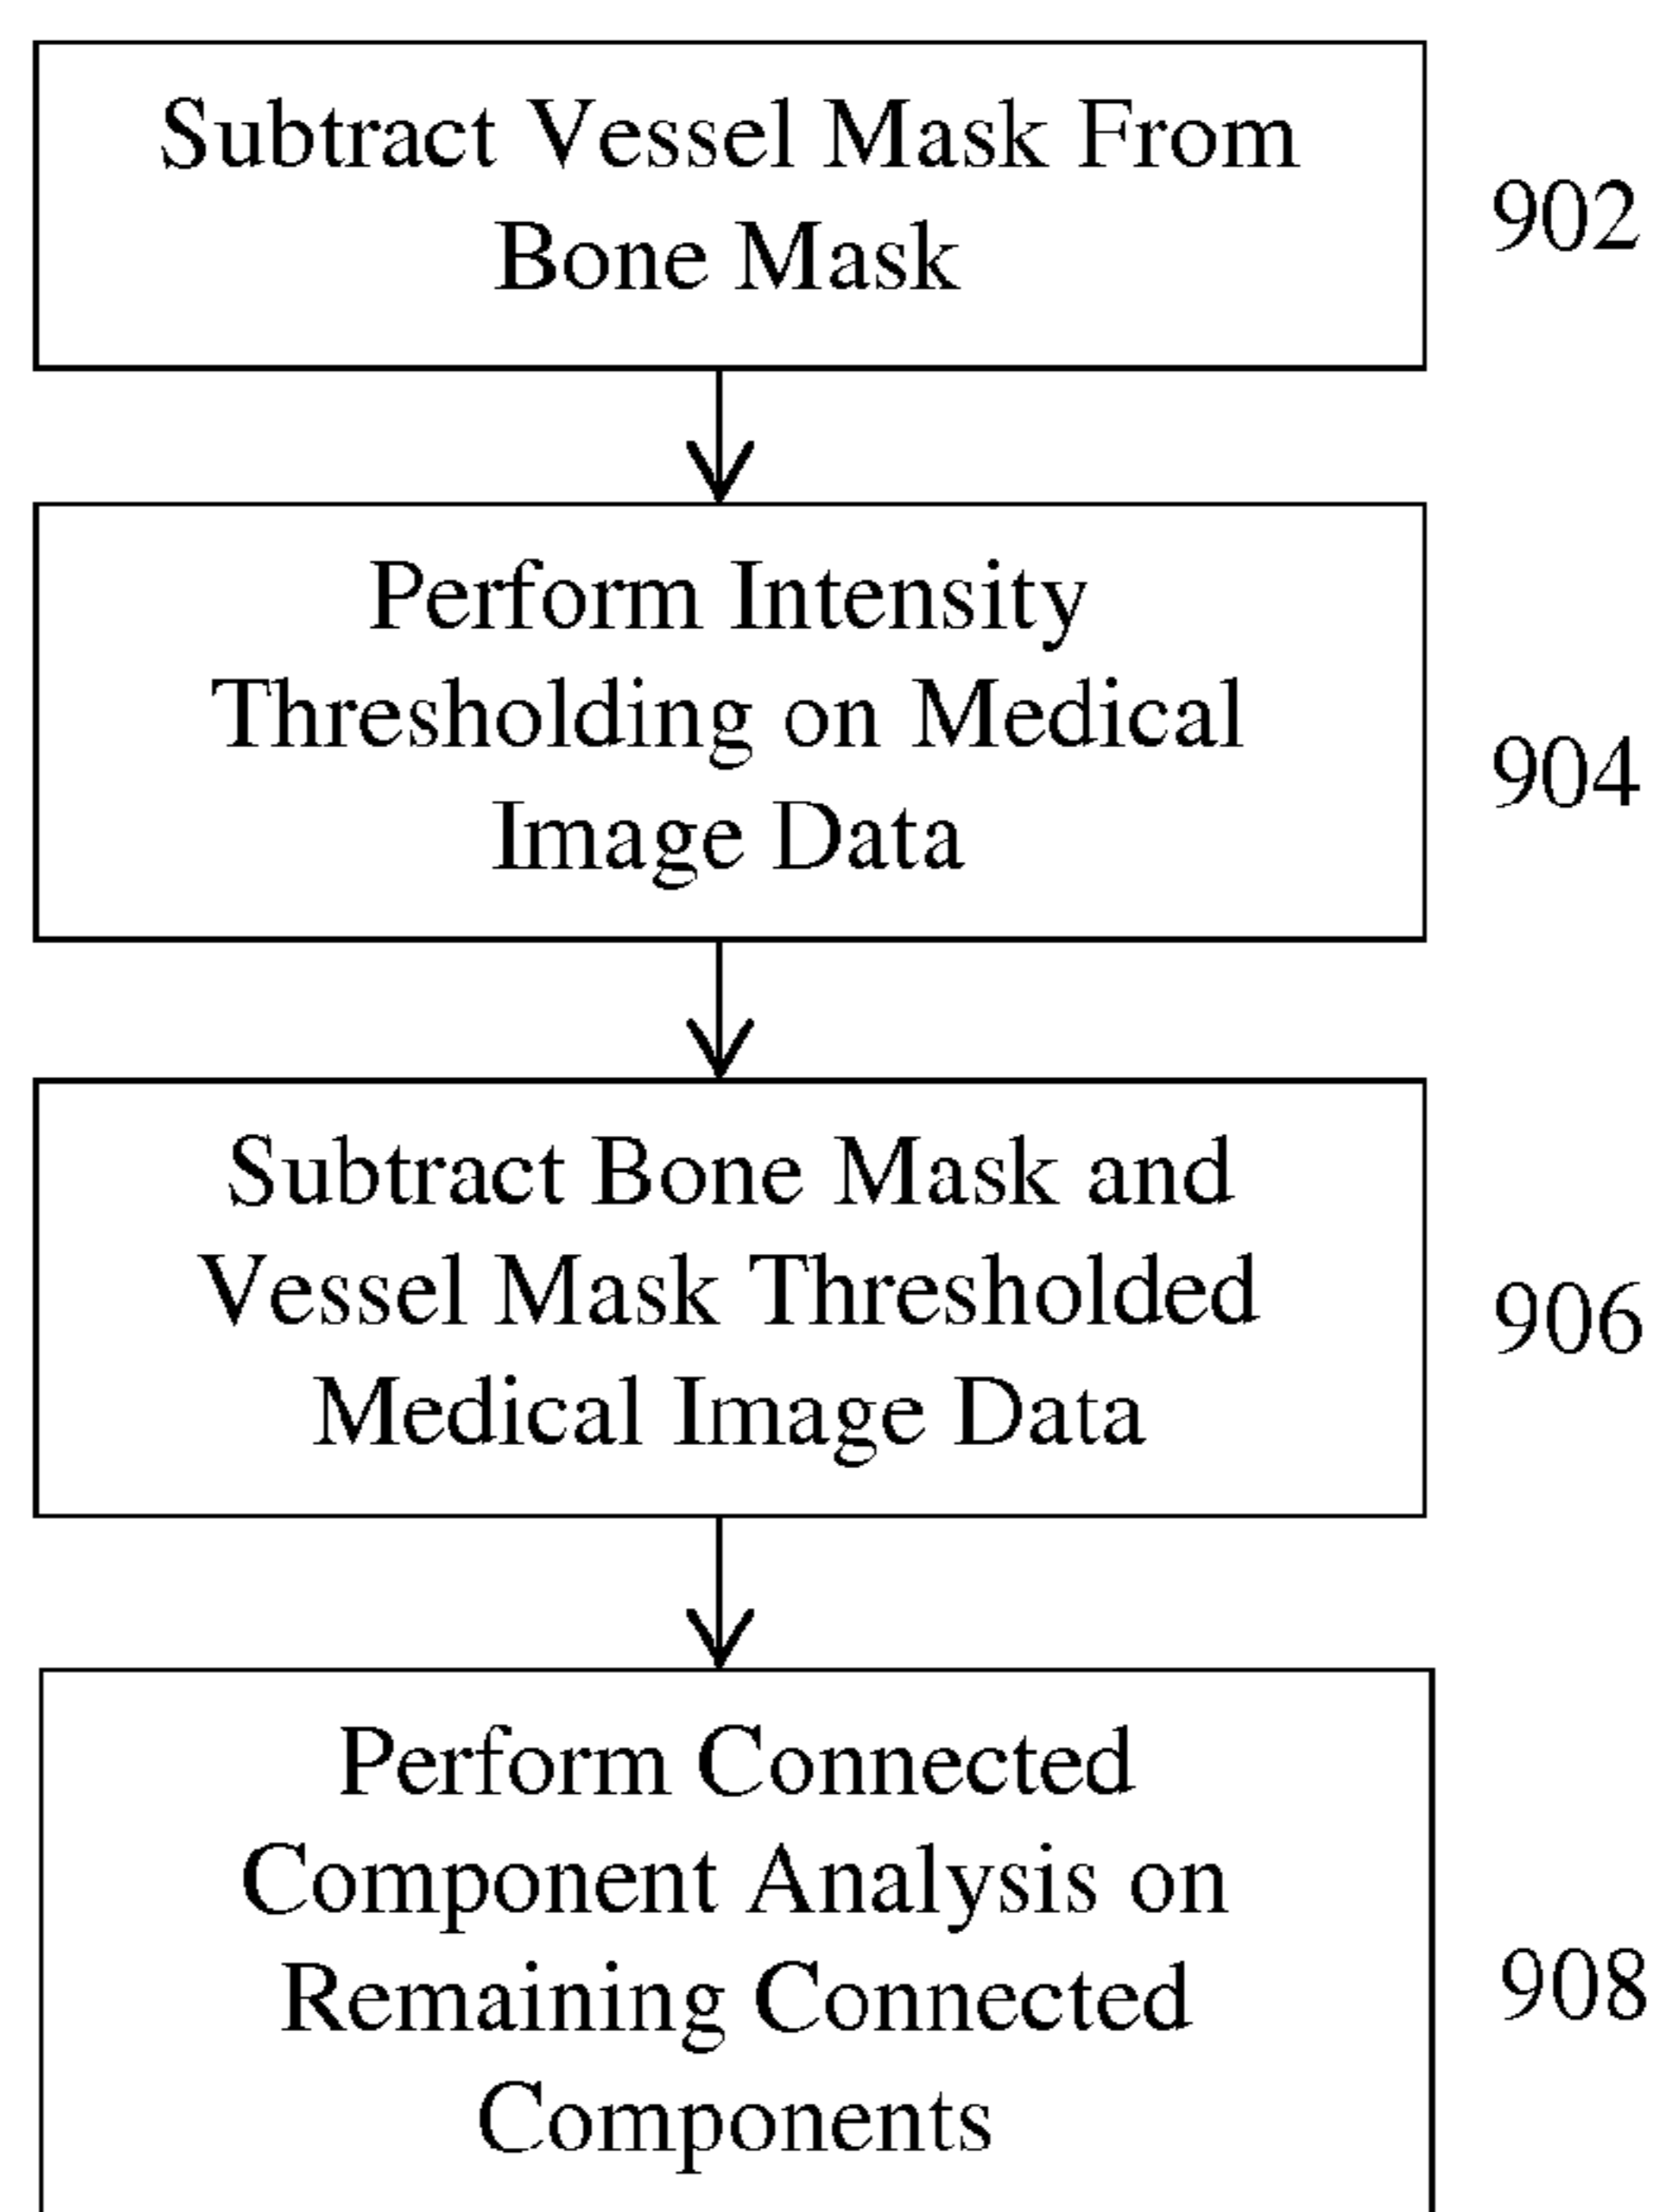 Subtract Vessel Mask From
Bone Mask
902
Perform Intensity
Thresholding on Medical
Image Data
904
Subtract Bone Mask and
Vessel Mask Thresholded
Medical Image Data
906
Perform Connected
Component Analysis on
Remaining Connected
Components
908